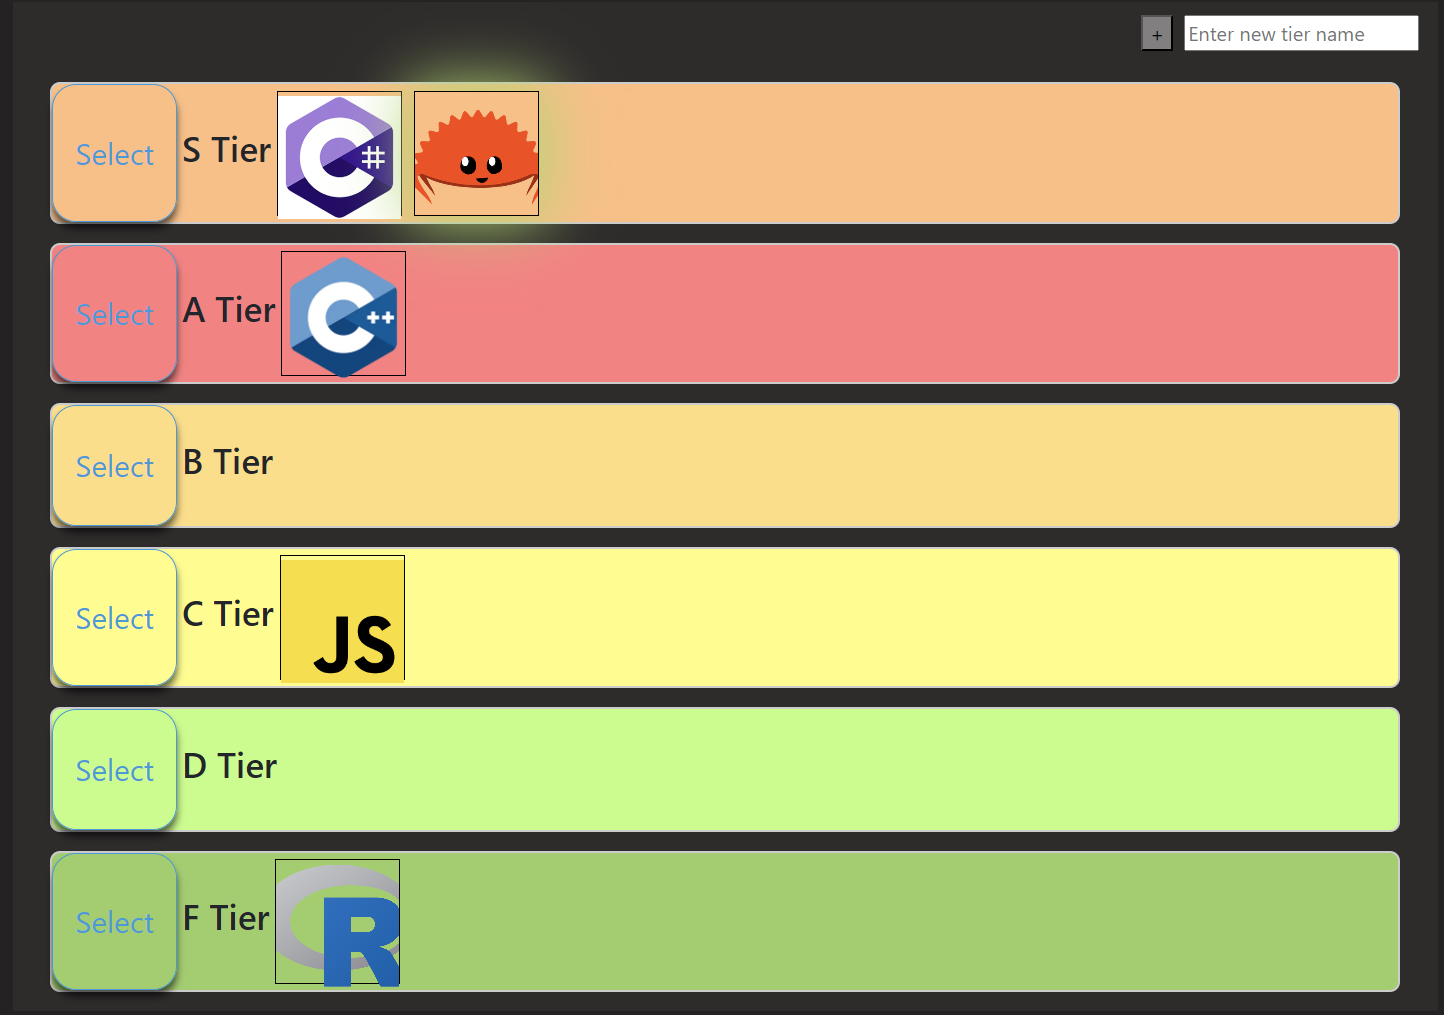 + Enter new tier name
Select S Tier C #
Select A Tier C ++
Select B Tier
Select C Tier JS
Select D Tier
Select F Tier R